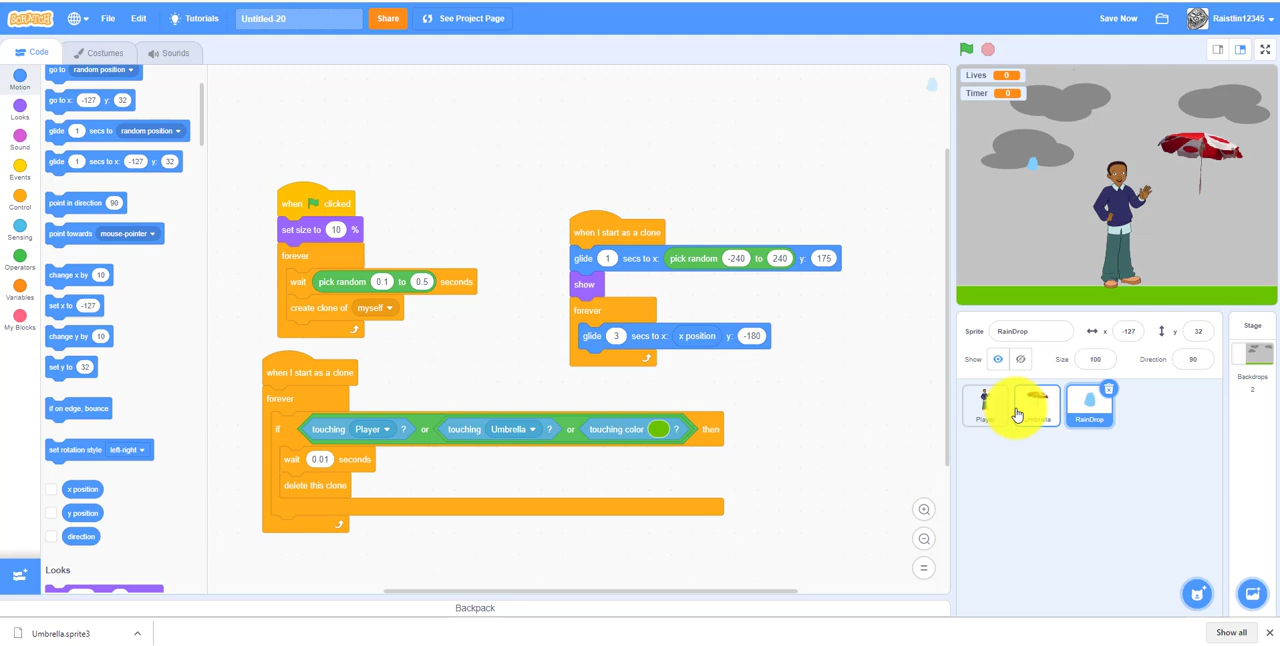 SCRATCH File Edit Tutorials Untitled-20 Share See Project Page Save Now Raistlin12345
Code Costumes Sounds
Motion
Looks
Sound
Events
Control
Sensing
Operators
Variables
My Blocks
go to random position
go to x: -127 y: 32
glide 1 secs to random position
glide 1 secs to x: -127 y: 32
point in direction 90
point towards mouse-pointer
change x by 10
set x to -127
change y by 10
set y to 32
if on edge, bounce
set rotation style left-right
x position
y position
direction
Looks
when clicked
set size to 10 %
forever
wait pick random 0.1 to 0.5 seconds
create clone of myself
when I start as a clone
glide 1 secs to x: pick random -240 to 240 y: 175
show
forever
glide 3 secs to x: x position y: -180
when I start as a clone
forever
if touching Player ? or touching Umbrella ? or touching color ? then
wait 0.01 seconds
delete this clone
Backpack
Lives 0
Timer 0
Sprite RainDrop x -127 y 32
Show Size 100 Direction 90
RainDrop
Stage
Backdrops
2
Umbrella.sprite3
Show all